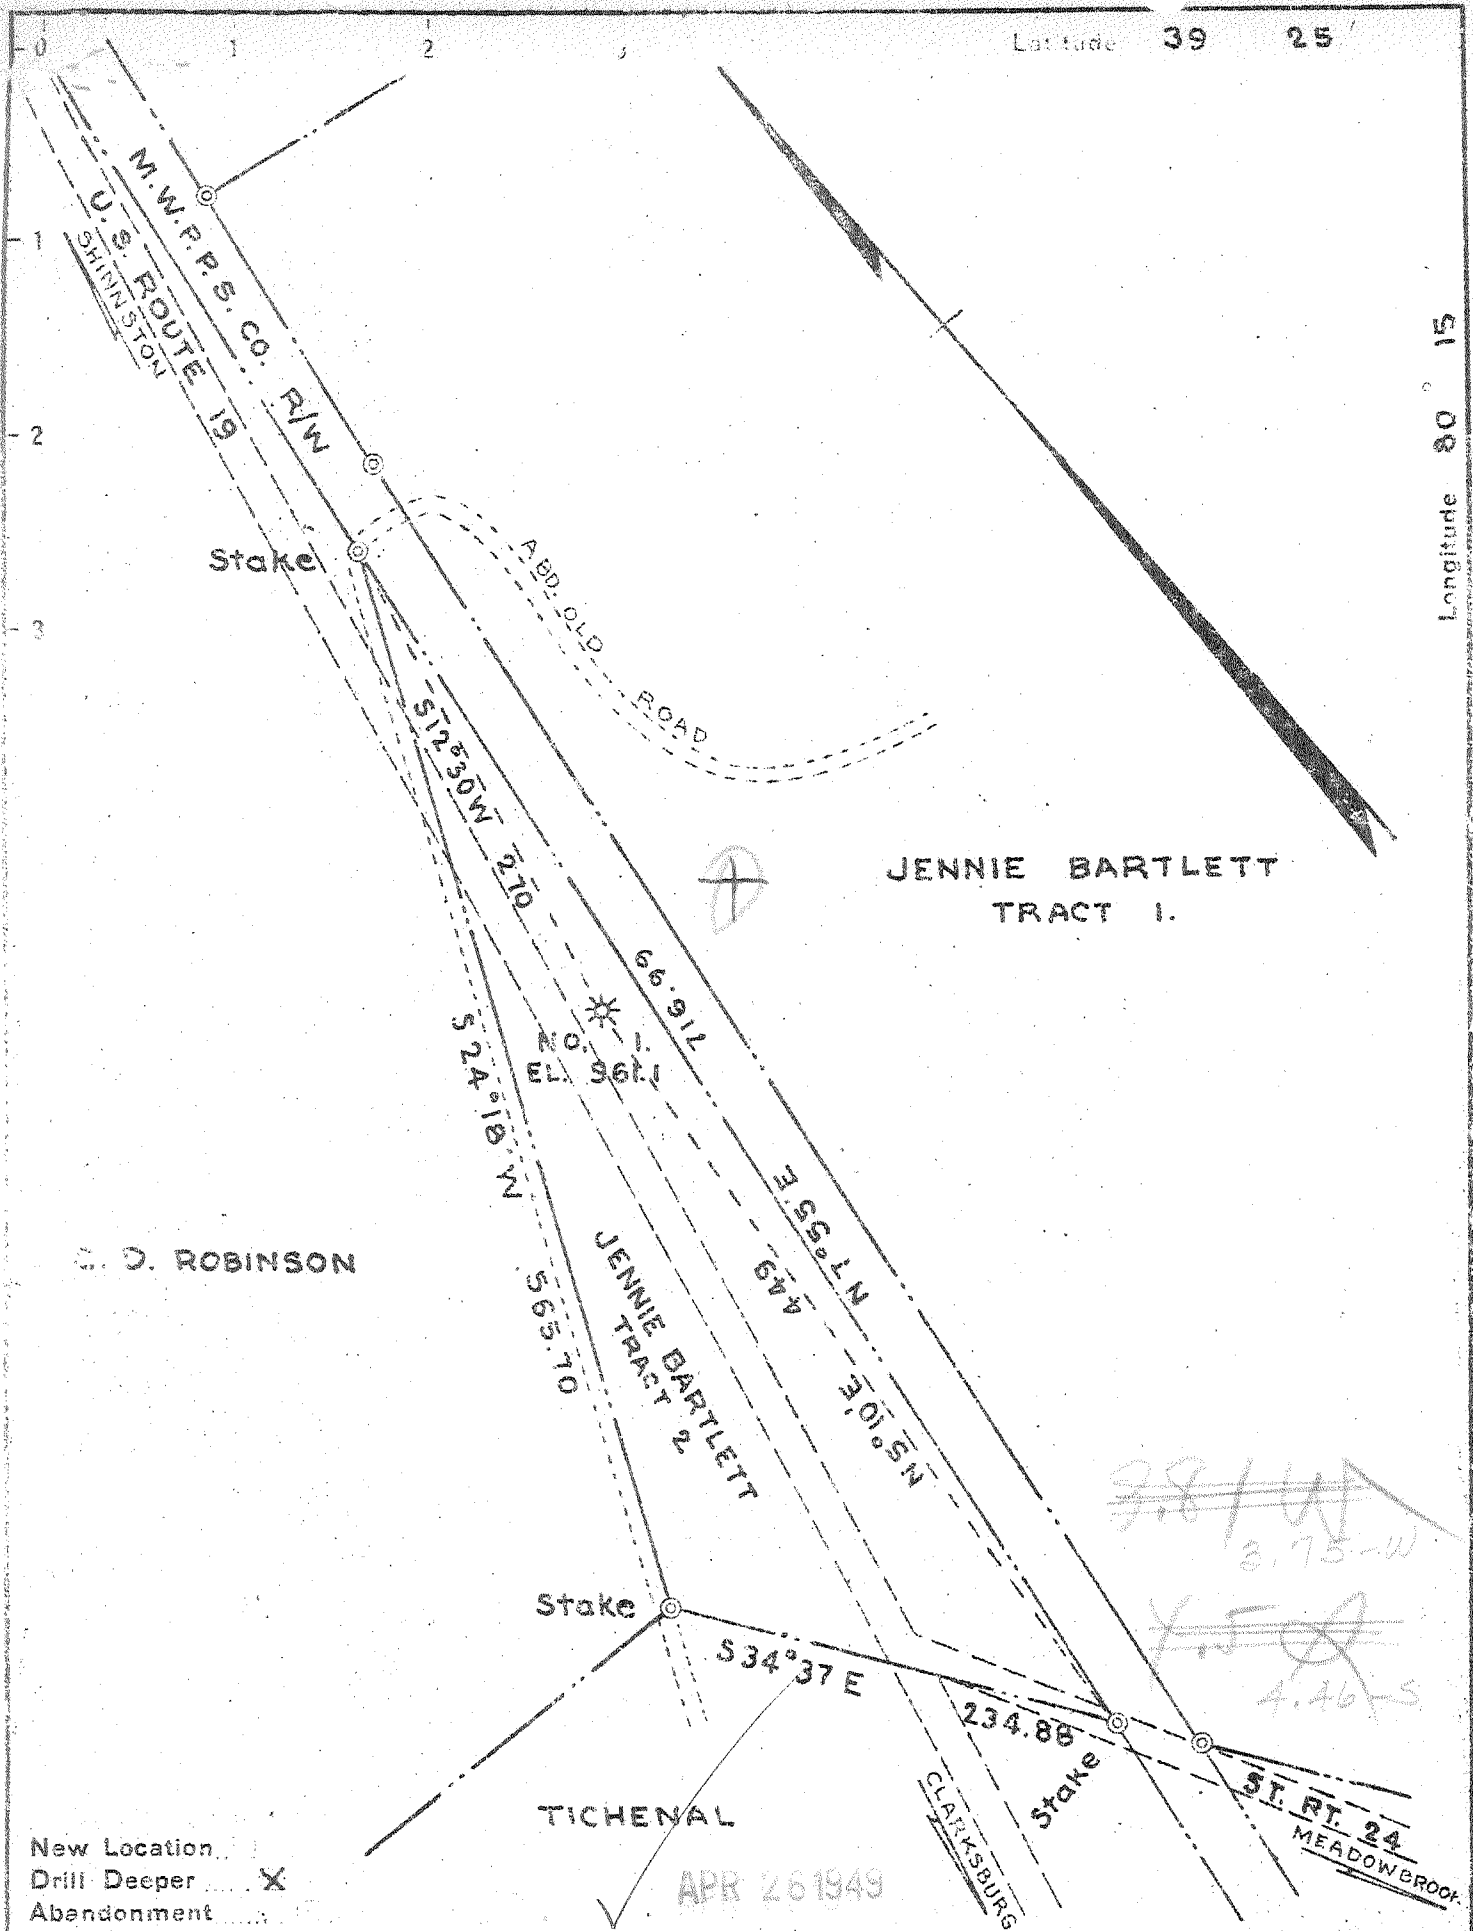 0 1 2 3
Latitude 39 25'
1
2
3
Longitude 80° 15
M.W.P.P.S. CO. R/W
U.S. ROUTE 19
SHINNSTON
Stake
ABD. OLD ROAD
S12°30W 270
JENNIE BARTLETT
TRACT 1.
716.99
NO. 1.
EL. 961.1
S 24°18' W
565.70
N 7°55' E
449
N5°10'E
JENNIE BARTLETT
TRACT 2
D. ROBINSON
3.75-W
4.46-S
Stake
S 34°37 E
234.88
Stake
ST. RT. 24
MEADOWBROOK
CLARKSBURG
TICHENAL
New Location
Drill Deeper X
Abandonment
APR 26 1949